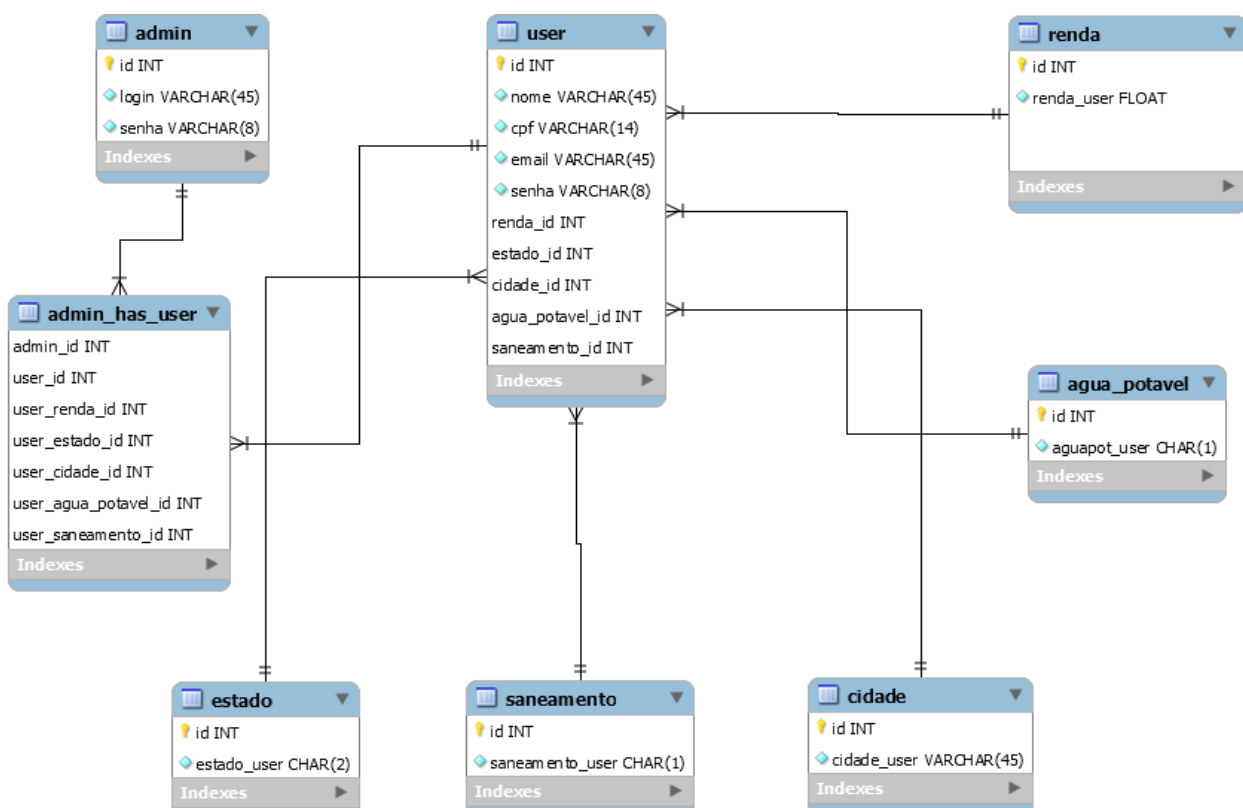 admin
id INT
login VARCHAR(45)
senha VARCHAR(8)
Indexes
user
id INT
nome VARCHAR(45)
cpf VARCHAR(14)
email VARCHAR(45)
senha VARCHAR(8)
renda_id INT
estado_id INT
cidade_id INT
agua_potavel_id INT
saneamento_id INT
Indexes
renda
id INT
renda_user FLOAT
Indexes
admin_has_user
admin_id INT
user_id INT
user_renda_id INT
user_estado_id INT
user_cidade_id INT
user_agua_potavel_id INT
user_saneamento_id INT
Indexes
agua_potavel
id INT
aguapot_user CHAR(1)
Indexes
estado
id INT
estado_user CHAR(2)
Indexes
saneamento
id INT
saneamento_user CHAR(1)
Indexes
cidade
id INT
cidade_user VARCHAR(45)
Indexes